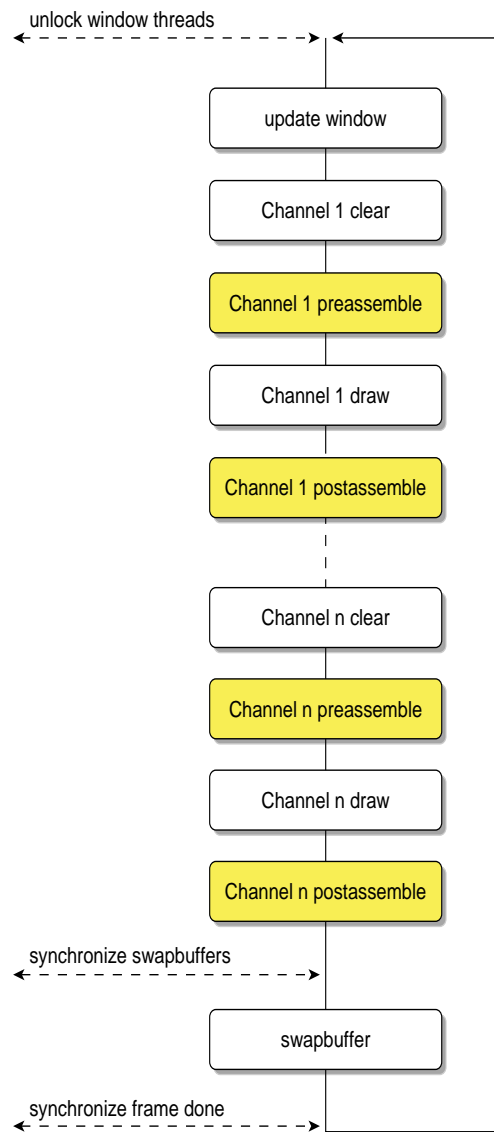 unlock window threads
update window
Channel 1 clear
Channel 1 preassemble
Channel 1 draw
Channel 1 postassemble
Channel n clear
Channel n preassemble
Channel n draw
Channel n postassemble
synchronize swapbuffers
swapbuffer
synchronize frame done